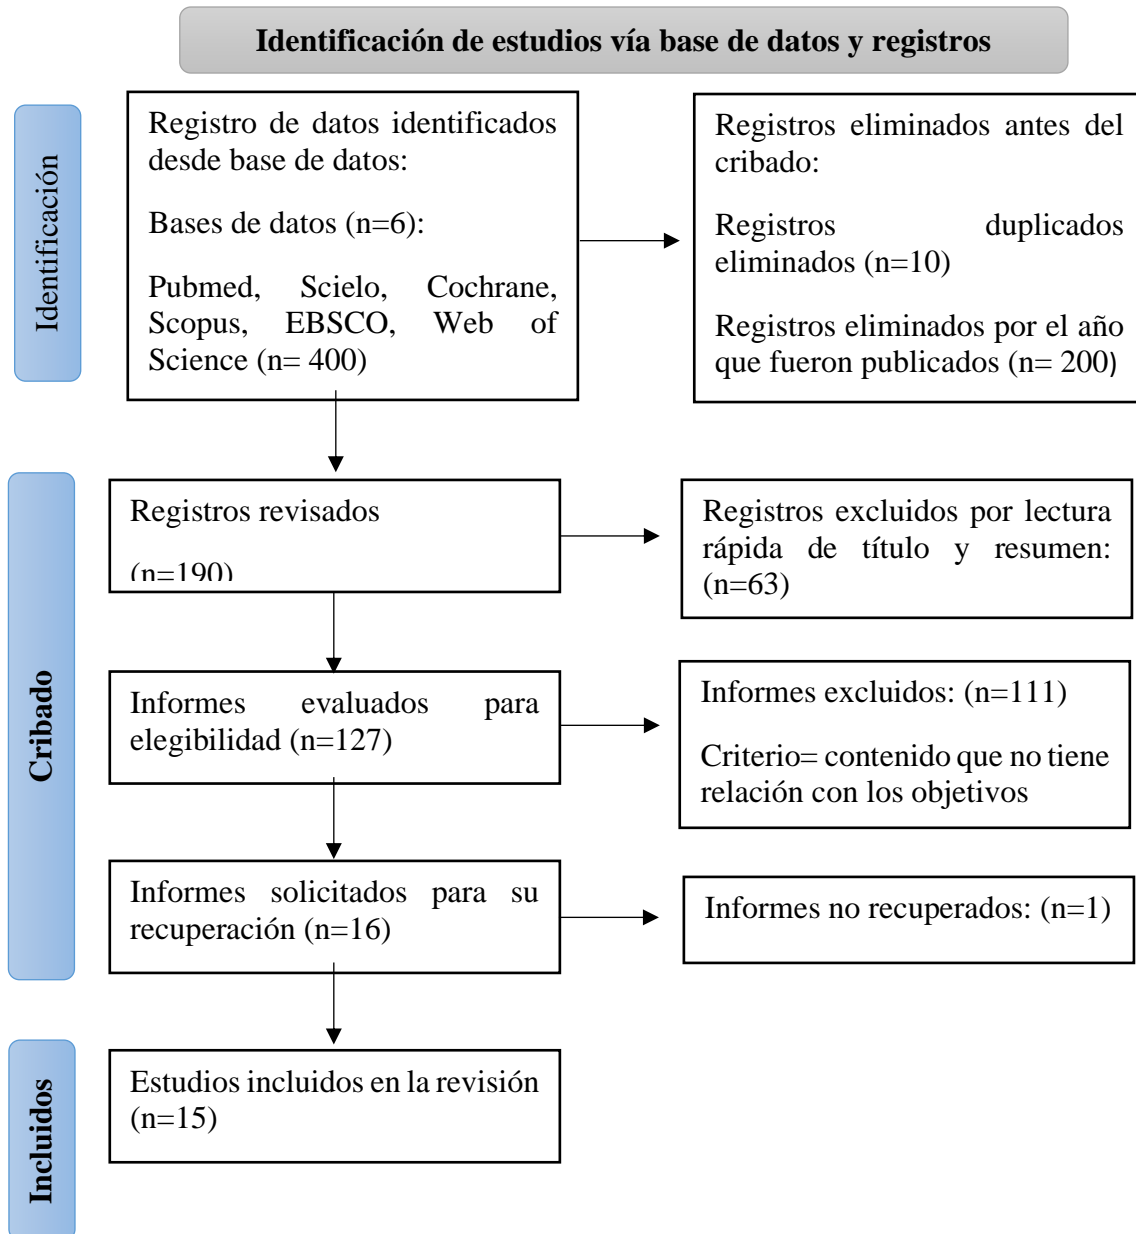 Identificación de estudios vía base de datos y registros
Identificación
Registro de datos identificados
desde base de datos:
Bases de datos (n=6):
Pubmed, Scielo, Cochrane,
Scopus, EBSCO, Web of
Science (n= 400)
Registros eliminados antes del
cribado:
Registros duplicados
eliminados (n=10)
Registros eliminados por el año
que fueron publicados (n= 200)
Cribado
Registros revisados
(n=190)
Registros excluidos por lectura
rápida de título y resumen:
(n=63)
Informes evaluados para
elegibilidad (n=127)
Informes excluidos: (n=111)
Criterio= contenido que no tiene
relación con los objetivos
Informes solicitados para su
recuperación (n=16)
Informes no recuperados: (n=1)
Incluidos
Estudios incluidos en la revisión
(n=15)